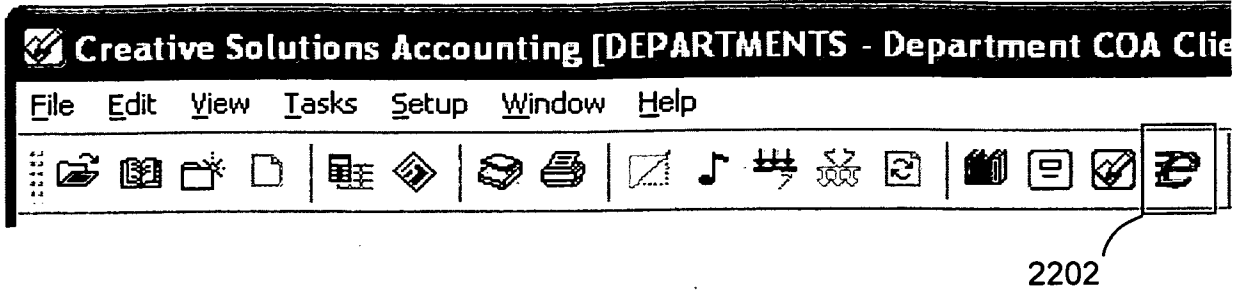 Creative Solutions Accounting [DEPARTMENTS - Department COA Clie
File Edit View Tasks Setup Window Help
e
2202